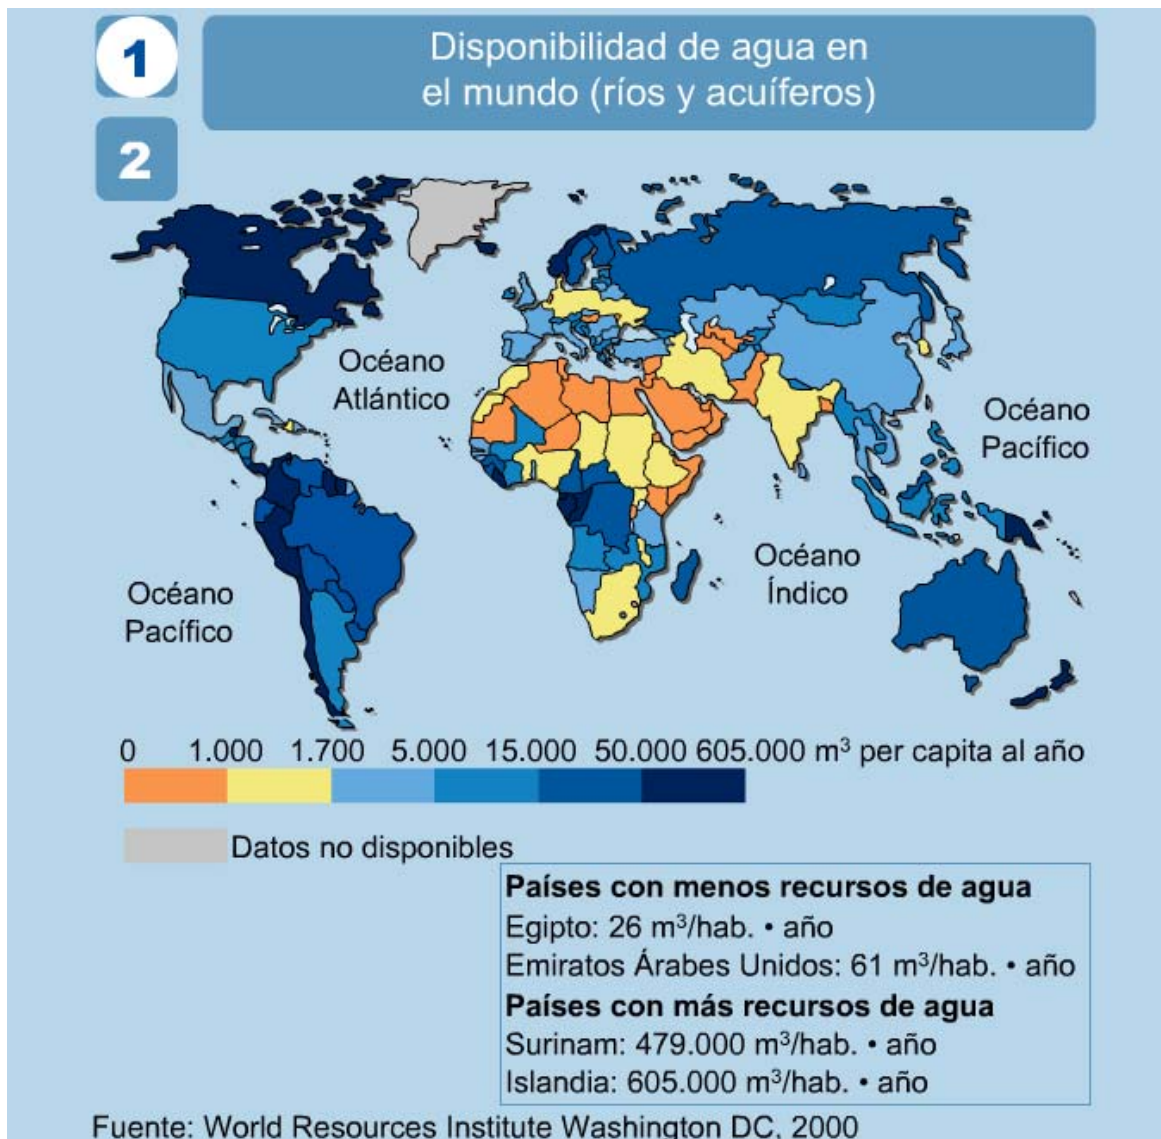 1
Disponibilidad de agua en
el mundo (ríos y acuíferos)
2
Océano
Atlántico
Océano
Pacífico
Océano
Índico
Océano
Pacífico
0 1.000 1.700 5.000 15.000 50.000 605.000 m³ per capita al año
Datos no disponibles
Países con menos recursos de agua
Egipto: 26 m³/hab. • año
Emiratos Árabes Unidos: 61 m³/hab. • año
Países con más recursos de agua
Surinam: 479.000 m³/hab. • año
Islandia: 605.000 m³/hab. • año
Fuente: World Resources Institute Washington DC, 2000